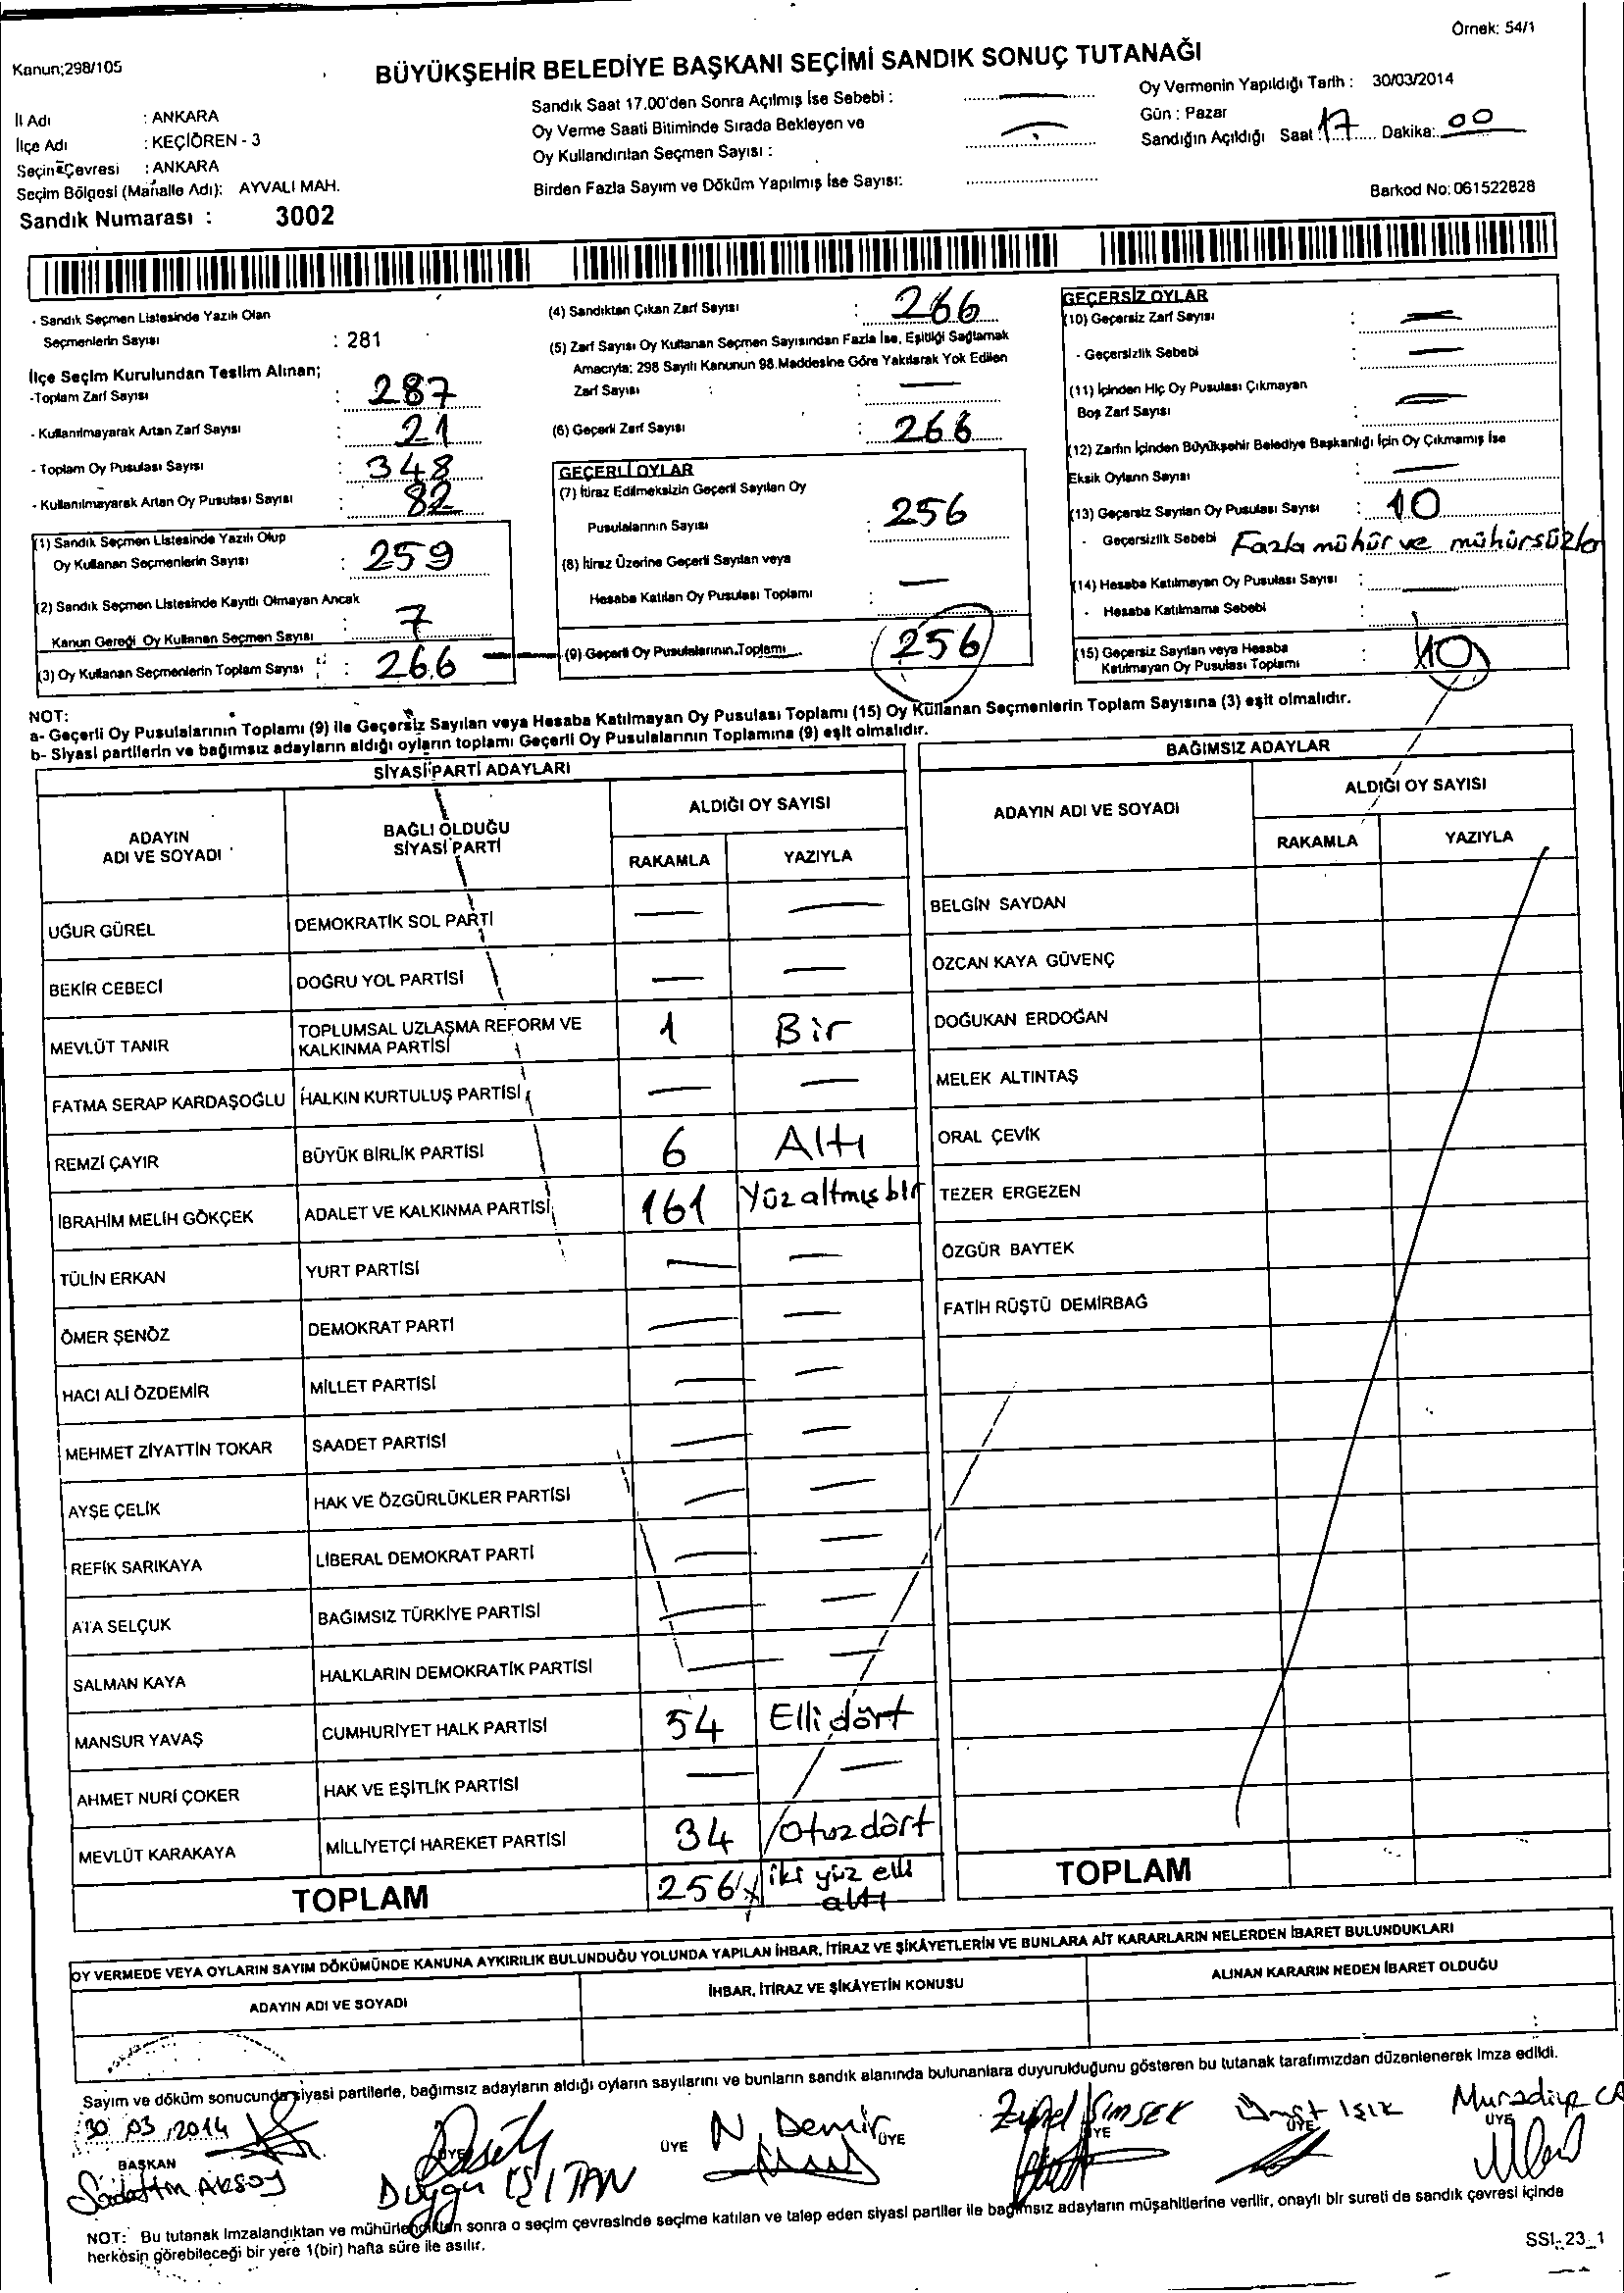 Örnek: 54/1
Kanun;298/105
BÜYÜKŞEHİR BELEDİYE BAŞKANI SEÇİMİ SANDIK SONUÇ TUTANAĞI
İl Adı : ANKARA
İlçe Adı : KEÇİÖREN - 3
Seçim Çevresi : ANKARA
Seçim Bölgesi (Mahalle Adı): AYVALI MAH.
Sandık Numarası : 3002
Sandık Saat 17.00'den Sonra Açılmış İse Sebebi :
Oy Verme Saati Bitiminde Sırada Bekleyen ve
Oy Kullandırılan Seçmen Sayısı :
Birden Fazla Sayım ve Döküm Yapılmış İse Sayısı:
Oy Vermenin Yapıldığı Tarih : 30/03/2014
Gün : Pazar
Sandığın Açıldığı Saat 17 Dakika: 00
Barkod No: 061522828
- Sandık Seçmen Listesinde Yazılı Olan
Seçmenlerin Sayısı : 281
İlçe Seçim Kurulundan Teslim Alınan;
-Toplam Zarf Sayısı : 287
- Kullanılmayarak Artan Zarf Sayısı : 21
- Toplam Oy Pusulası Sayısı : 348
- Kullanılmayarak Artan Oy Pusulası Sayısı : 82
(1) Sandık Seçmen Listesinde Yazılı Olup
Oy Kullanan Seçmenlerin Sayısı : 259
(2) Sandık Seçmen Listesinde Kayıtlı Olmayan Ancak
Kanun Gereği Oy Kullanan Seçmen Sayısı : 7
(3) Oy Kullanan Seçmenlerin Toplam Sayısı : 266
(4) Sandıktan Çıkan Zarf Sayısı : 266
(5) Zarf Sayısı Oy Kullanan Seçmen Sayısından Fazla İse, Eşitliği Sağlamak
Amacıyla; 298 Sayılı Kanunun 98.Maddesine Göre Yakılarak Yok Edilen
Zarf Sayısı : —
(6) Geçerli Zarf Sayısı : 266
GEÇERLİ OYLAR
(7) İtiraz Edilmeksizin Geçerli Sayılan Oy
Pusulalarının Sayısı : 256
(8) İtiraz Üzerine Geçerli Sayılan veya
Hesaba Katılan Oy Pusulası Toplamı : —
(9) Geçerli Oy Pusulalarının Toplamı 256
GEÇERSİZ OYLAR
(10) Geçersiz Zarf Sayısı : —
- Geçersizlik Sebebi : —
(11) İçinden Hiç Oy Pusulası Çıkmayan
Boş Zarf Sayısı : —
(12) Zarfın İçinden Büyükşehir Belediye Başkanlığı İçin Oy Çıkmamış İse
Eksik Oyların Sayısı : —
(13) Geçersiz Sayılan Oy Pusulası Sayısı : 10
- Geçersizlik Sebebi Fazla mühür ve mühürsüzle
(14) Hesaba Katılmayan Oy Pusulası Sayısı : —
- Hesaba Katılmama Sebebi :
(15) Geçersiz Sayılan veya Hesaba
Katılmayan Oy Pusulası Toplamı : 10
NOT:
a- Geçerli Oy Pusulalarının Toplamı (9) ile Geçersiz Sayılan veya Hesaba Katılmayan Oy Pusulası Toplamı (15) Oy Kullanan Seçmenlerin Toplam Sayısına (3) eşit olmalıdır.
b- Siyasi partilerin ve bağımsız adayların aldığı oyların toplamı Geçerli Oy Pusulalarının Toplamına (9) eşit olmalıdır.
SİYASİ PARTİ ADAYLARI
ADAYIN ADI VE SOYADI
BAĞLI OLDUĞU SİYASİ PARTİ
ALDIĞI OY SAYISI
RAKAMLA YAZIYLA
UĞUR GÜREL DEMOKRATİK SOL PARTİ — —
BEKİR CEBECİ DOĞRU YOL PARTİSİ — —
MEVLÜT TANIR TOPLUMSAL UZLAŞMA REFORM VE KALKINMA PARTİSİ 1 Bir
FATMA SERAP KARDAŞOĞLU HALKIN KURTULUŞ PARTİSİ — —
REMZİ ÇAYIR BÜYÜK BİRLİK PARTİSİ 6 Altı
İBRAHİM MELİH GÖKÇEK ADALET VE KALKINMA PARTİSİ 161 Yüzaltmışbir
TÜLİN ERKAN YURT PARTİSİ — —
ÖMER ŞENÖZ DEMOKRAT PARTİ — —
HACI ALİ ÖZDEMİR MİLLET PARTİSİ — —
MEHMET ZİYATTİN TOKAR SAADET PARTİSİ — —
AYŞE ÇELİK HAK VE ÖZGÜRLÜKLER PARTİSİ — —
REFİK SARIKAYA LİBERAL DEMOKRAT PARTİ — —
ATA SELÇUK BAĞIMSIZ TÜRKİYE PARTİSİ — —
SALMAN KAYA HALKLARIN DEMOKRATİK PARTİSİ — —
MANSUR YAVAŞ CUMHURİYET HALK PARTİSİ 54 Elli dört
AHMET NURİ ÇOKER HAK VE EŞİTLİK PARTİSİ — —
MEVLÜT KARAKAYA MİLLİYETÇİ HAREKET PARTİSİ 34 Otuzdört
TOPLAM 256 iki yüz elli altı
BAĞIMSIZ ADAYLAR
ADAYIN ADI VE SOYADI
ALDIĞI OY SAYISI
RAKAMLA YAZIYLA
BELGİN SAYDAN
ÖZCAN KAYA GÜVENÇ
DOĞUKAN ERDOĞAN
MELEK ALTINTAŞ
ORAL ÇEVİK
TEZER ERGEZEN
ÖZGÜR BAYTEK
FATİH RÜŞTÜ DEMİRBAĞ
TOPLAM
OY VERMEDE VEYA OYLARIN SAYIM DÖKÜMÜNDE KANUNA AYKIRILIK BULUNDUĞU YOLUNDA YAPILAN İHBAR, İTİRAZ VE ŞİKÂYETLERİN VE BUNLARA AİT KARARLARIN NELERDEN İBARET BULUNDUKLARI
ADAYIN ADI VE SOYADI
İHBAR, İTİRAZ VE ŞİKÂYETİN KONUSU
ALINAN KARARIN NEDEN İBARET OLDUĞU
Sayım ve döküm sonucunda siyasi partilerle, bağımsız adayların aldığı oyların sayılarını ve bunların sandık alanında bulunanlara duyurulduğunu gösteren bu tutanak tarafımızdan düzenlenerek imza edildi.
30 03 2014
BAŞKAN
Sadettin AKSOY
ÜYE
Duygu IŞITAN
ÜYE
N. Demir
ÜYE
Zeynel ŞİMŞEK
ÜYE
Ümit IŞIK
ÜYE
Muradiye
ÜYE
NOT: Bu tutanak imzalandıktan ve mühürlendikten sonra o seçim çevresinde seçime katılan ve talep eden siyasi partiler ile bağımsız adayların müşahitlerine verilir, onaylı bir sureti de sandık çevresi içinde
herkesin görebileceği bir yere 1(bir) hafta süre ile asılır.
SSI_23_1